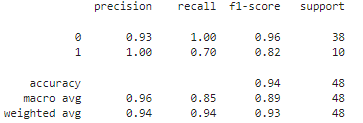 precision recall f1-score support
0 0.93 1.00 0.96 38
1 1.00 0.70 0.82 10
accuracy 0.94 48
macro avg 0.96 0.85 0.89 48
weighted avg 0.94 0.94 0.93 48